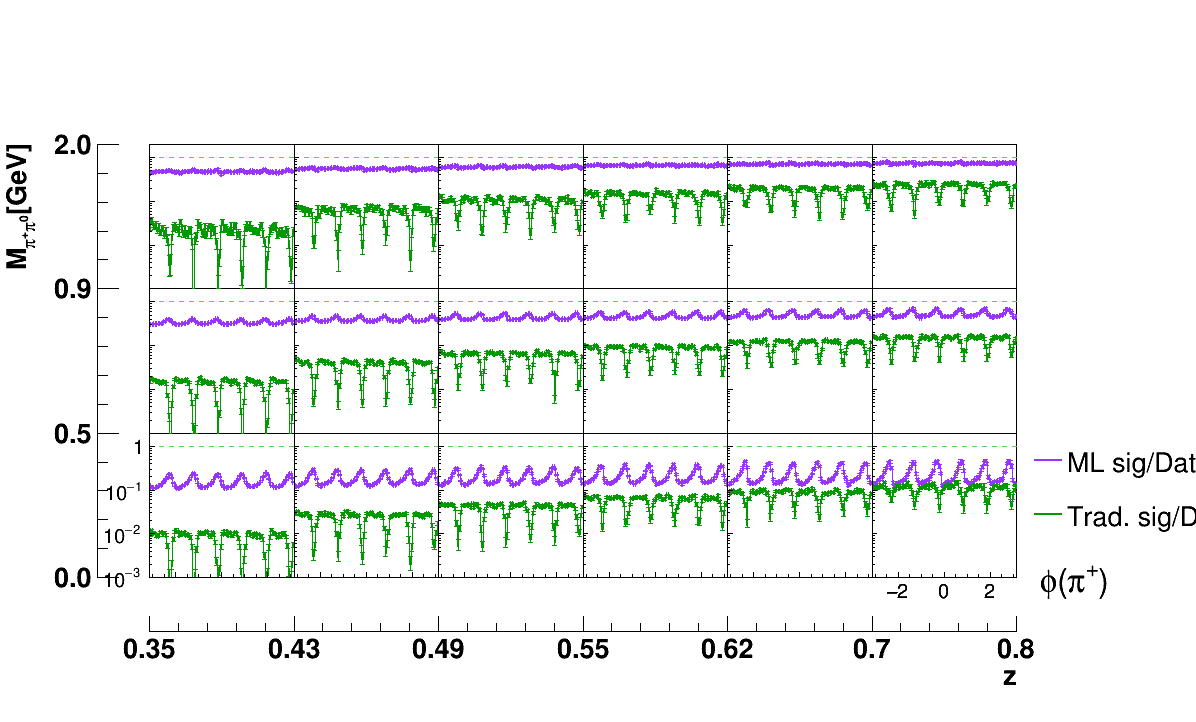 2.0
M π⁺π⁰ [GeV]
0.9
0.5
1
10⁻¹
ML sig/Dat
10⁻²
Trad. sig/D
0.0
10⁻³
−2 0 2
ϕ(π⁺)
0.35 0.43 0.49 0.55 0.62 0.7 0.8
z